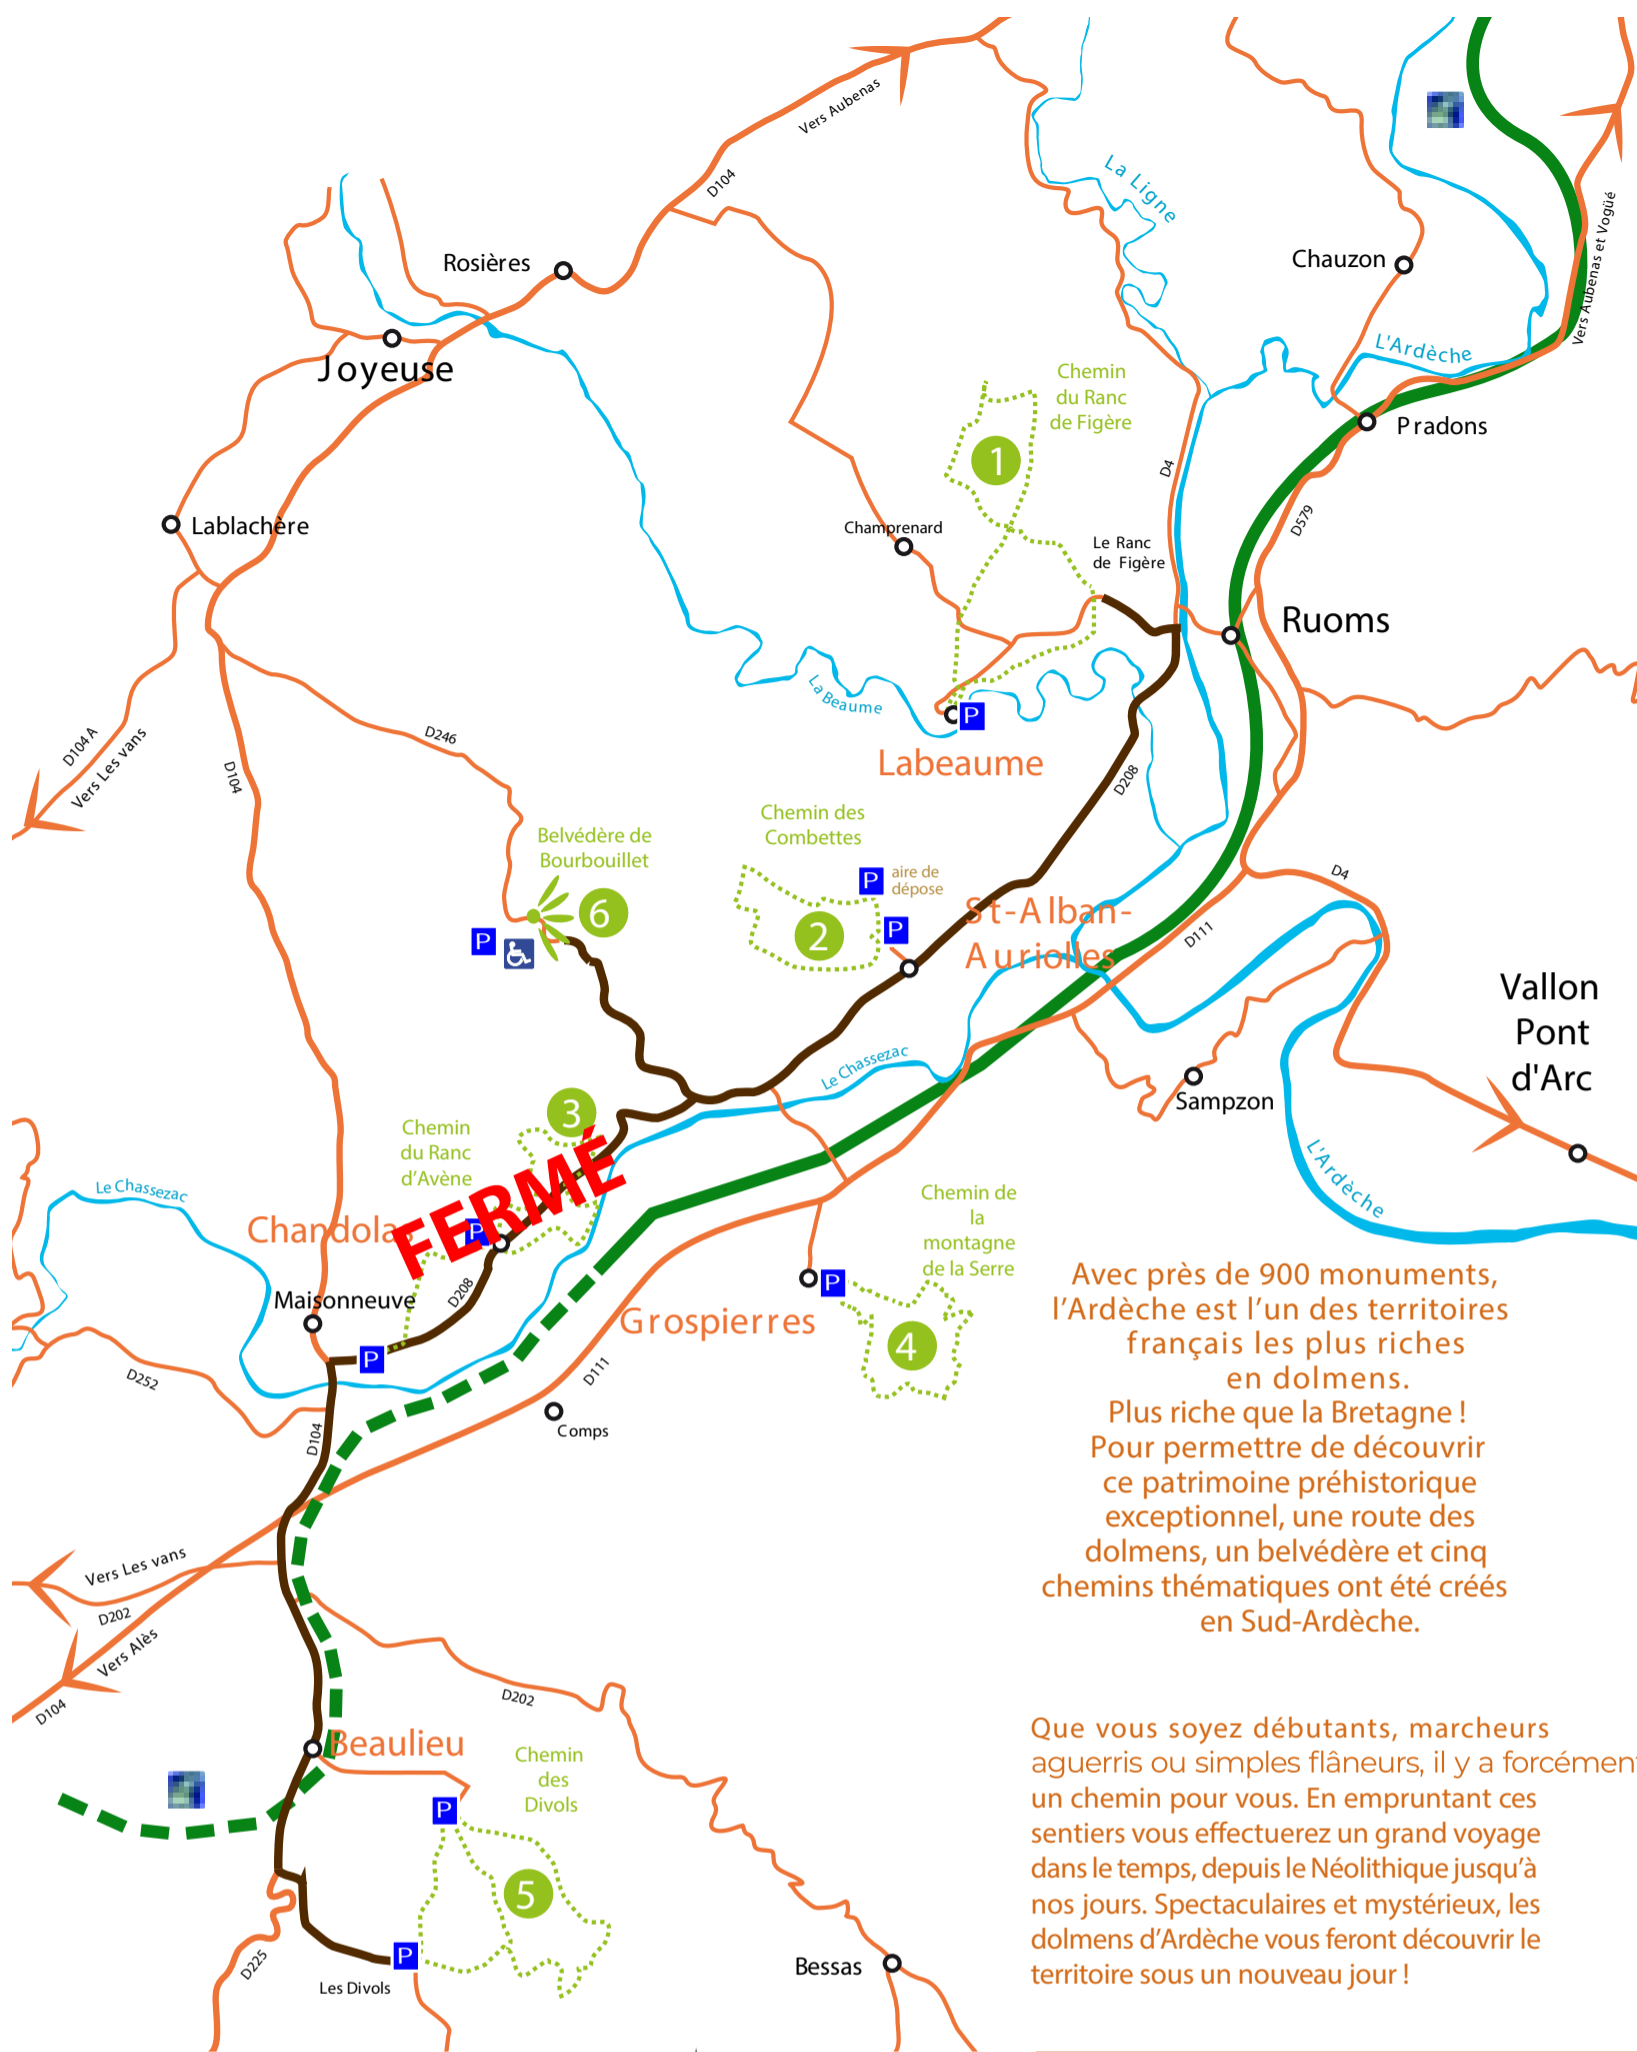 Vers Aubenas
D104
La Ligne
Rosières
Chauzon
Vers Aubenas et Vogüé
L'Ardèche
Joyeuse
Chemin
du Ranc
de Figère
1
Pradons
D4
D579
Lablachère
Champrenard
Le Ranc
de Figère
Ruoms
La Beaume
P
Labeaume
D104A
Vers Les vans
D246
D104
D208
Chemin des
Combettes
Belvédère de
Bourbouillet
6
P
aire de
dépose
2
P
St-Alban-
Auriolles
D4
D111
P
Vallon
Pont
d'Arc
Le Chassezac
Sampzon
3
Chemin
du Ranc
d'Avène
FERMÉ
L'Ardèche
Le Chassezac
Chandolas
P
Chemin de
la
montagne
de la Serre
Maisonneuve
D208
P
Grospierres
4
P
D252
D111
Comps
D104
Avec près de 900 monuments,
l'Ardèche est l'un des territoires
français les plus riches
en dolmens.
Plus riche que la Bretagne !
Pour permettre de découvrir
ce patrimoine préhistorique
exceptionnel, une route des
dolmens, un belvédère et cinq
chemins thématiques ont été créés
en Sud-Ardèche.
Vers Les vans
D202
Vers Alès
D104
D202
Beaulieu
Chemin
des
Divols
P
5
P
D225
Les Divols
Bessas
Que vous soyez débutants, marcheurs
aguerris ou simples flâneurs, il y a forcément
un chemin pour vous. En empruntant ces
sentiers vous effectuerez un grand voyage
dans le temps, depuis le Néolithique jusqu'à
nos jours. Spectaculaires et mystérieux, les
dolmens d'Ardèche vous feront découvrir le
territoire sous un nouveau jour !